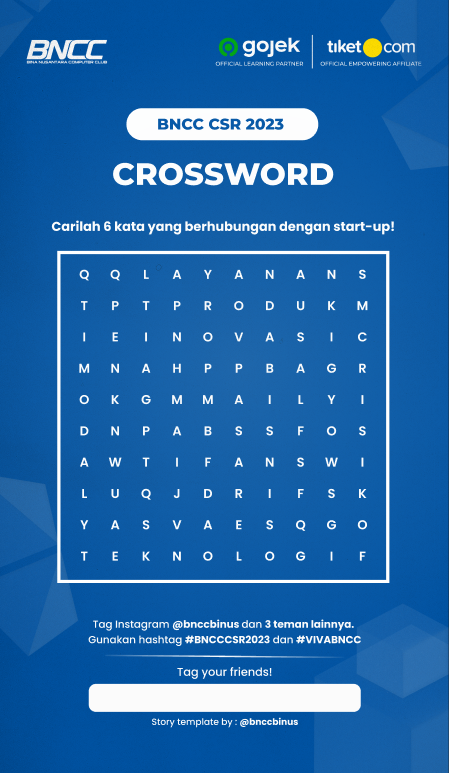 BNCC
BINA NUSANTARA COMPUTER CLUB
gojek
OFFICIAL LEARNING PARTNER
tiket.com
OFFICIAL EMPOWERING AFFILIATE
BNCC CSR 2023
CROSSWORD
Carilah 6 kata yang berhubungan dengan start-up!
Q Q L A Y A N A N S
T P T P R O D U K M
I E I N O V A S I C
M N A H P P B A G R
O K G M M A I L Y I
D N P A B S S F O S
A W T I F A N S W I
L U Q J D R I F S K
Y A S V A E S Q G O
T E K N O L O G I F
Tag Instagram @bnccbinus dan 3 teman lainnya.
Gunakan hashtag #BNCCCSR2023 dan #VIVABNCC
Tag your friends!
Story template by : @bnccbinus